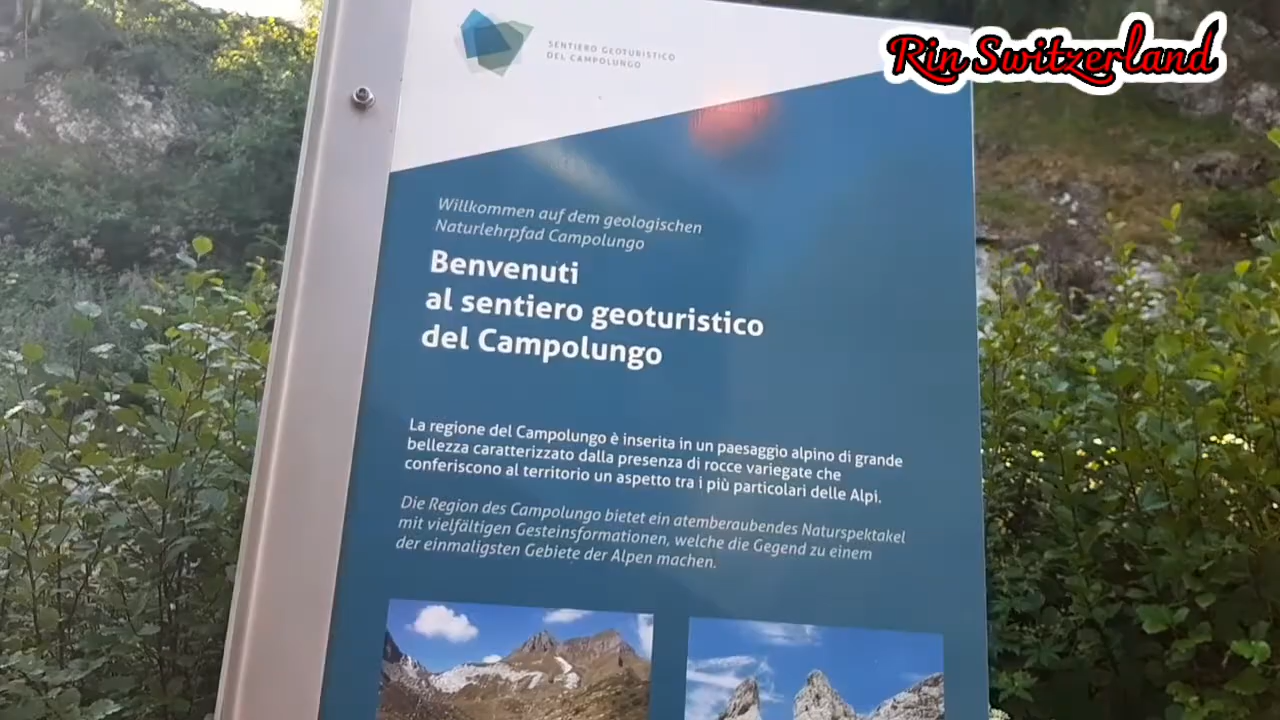 SENTIERO GEOTURISTICO
DEL CAMPOLUNGO
Rin Switzerland
Willkommen auf dem geologischen
Naturlehrpfad Campolungo
Benvenuti
al sentiero geoturistico
del Campolungo
La regione del Campolungo è inserita in un paesaggio alpino di grande
bellezza caratterizzato dalla presenza di rocce variegate che
conferiscono al territorio un aspetto tra i più particolari delle Alpi.
Die Region des Campolungo bietet ein atemberaubendes Naturspektakel
mit vielfältigen Gesteinsformationen, welche die Gegend zu einem
der einmaligsten Gebiete der Alpen machen.